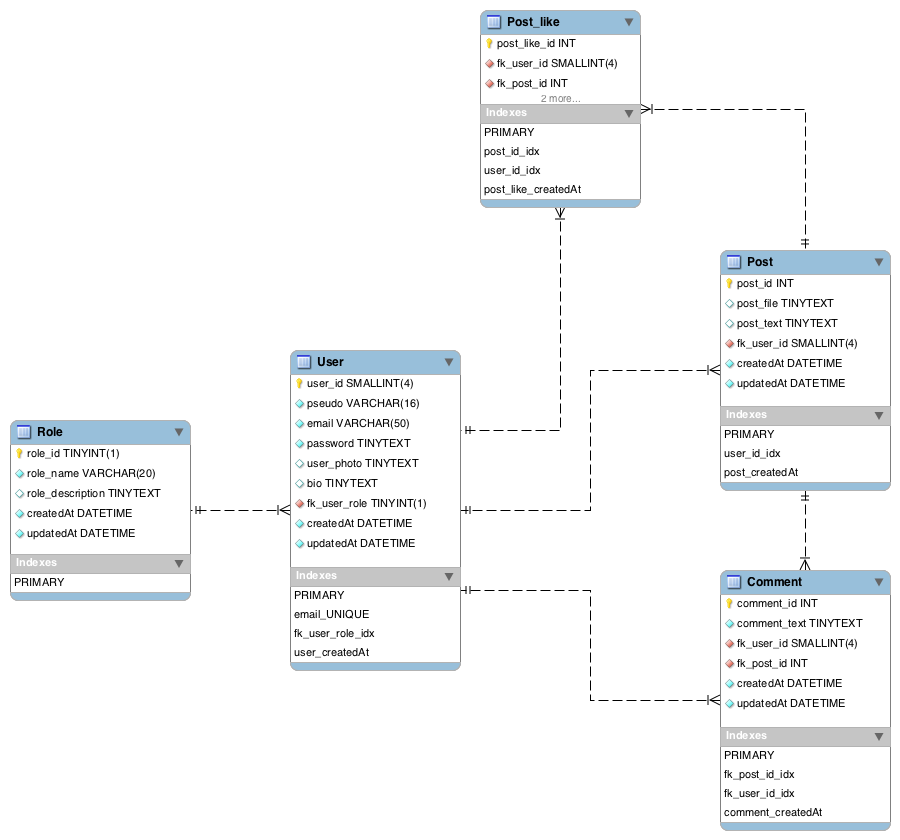 Post_like
post_like_id INT
fk_user_id SMALLINT(4)
fk_post_id INT
2 more...
Indexes
PRIMARY
post_id_idx
user_id_idx
post_like_createdAt
Post
post_id INT
post_file TINYTEXT
post_text TINYTEXT
fk_user_id SMALLINT(4)
createdAt DATETIME
updatedAt DATETIME
Indexes
PRIMARY
user_id_idx
post_createdAt
User
user_id SMALLINT(4)
pseudo VARCHAR(16)
email VARCHAR(50)
password TINYTEXT
user_photo TINYTEXT
bio TINYTEXT
fk_user_role TINYINT(1)
createdAt DATETIME
updatedAt DATETIME
Indexes
PRIMARY
email_UNIQUE
fk_user_role_idx
user_createdAt
Role
role_id TINYINT(1)
role_name VARCHAR(20)
role_description TINYTEXT
createdAt DATETIME
updatedAt DATETIME
Indexes
PRIMARY
Comment
comment_id INT
comment_text TINYTEXT
fk_user_id SMALLINT(4)
fk_post_id INT
createdAt DATETIME
updatedAt DATETIME
Indexes
PRIMARY
fk_post_id_idx
fk_user_id_idx
comment_createdAt